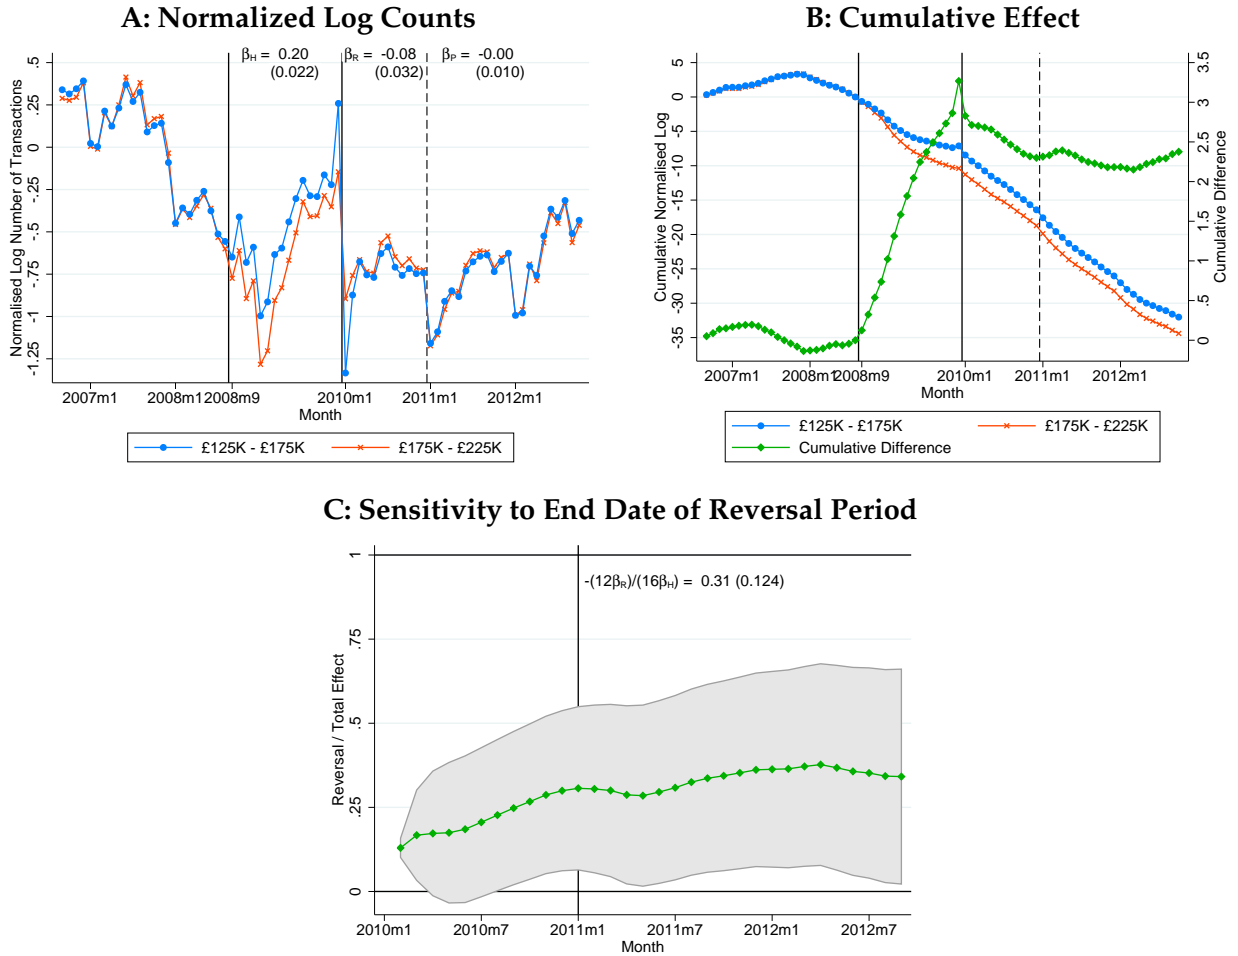 A: Normalized Log Counts
βH = 0.20
(0.022)
βR = -0.08
(0.032)
βP = -0.00
(0.010)
Normalised Log Number of Transactions
.5
.25
0
-.25
-.5
-.75
-1
-1.25
2007m1
2008m1
2008m9
2010m1
2011m1
2012m1
Month
£125K - £175K
£175K - £225K
B: Cumulative Effect
Cumulative Normalised Log
5
0
-5
-10
-15
-20
-25
-30
-35
Cumulative Difference
3.5
3
2.5
2
1.5
1
.5
0
2007m1
2008m1
2008m9
2010m1
2011m1
2012m1
Month
£125K - £175K
£175K - £225K
Cumulative Difference
C: Sensitivity to End Date of Reversal Period
-(12βR)/(16βH) = 0.31 (0.124)
Reversal / Total Effect
1
.75
.5
.25
0
2010m1
2010m7
2011m1
2011m7
2012m1
2012m7
Month